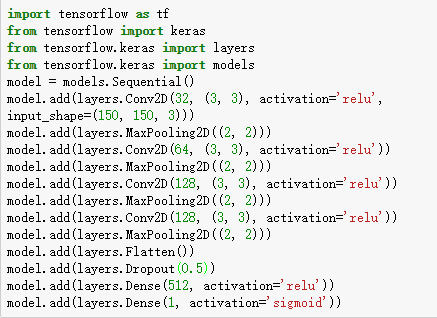 import tensorflow as tf
from tensorflow import keras
from tensorflow.keras import layers
from tensorflow.keras import models
model = models.Sequential()
model.add(layers.Conv2D(32, (3, 3), activation='relu',
input_shape=(150, 150, 3)))
model.add(layers.MaxPooling2D((2, 2)))
model.add(layers.Conv2D(64, (3, 3), activation='relu'))
model.add(layers.MaxPooling2D((2, 2)))
model.add(layers.Conv2D(128, (3, 3), activation='relu'))
model.add(layers.MaxPooling2D((2, 2)))
model.add(layers.Conv2D(128, (3, 3), activation='relu'))
model.add(layers.MaxPooling2D((2, 2)))
model.add(layers.Flatten())
model.add(layers.Dropout(0.5))
model.add(layers.Dense(512, activation='relu'))
model.add(layers.Dense(1, activation='sigmoid'))